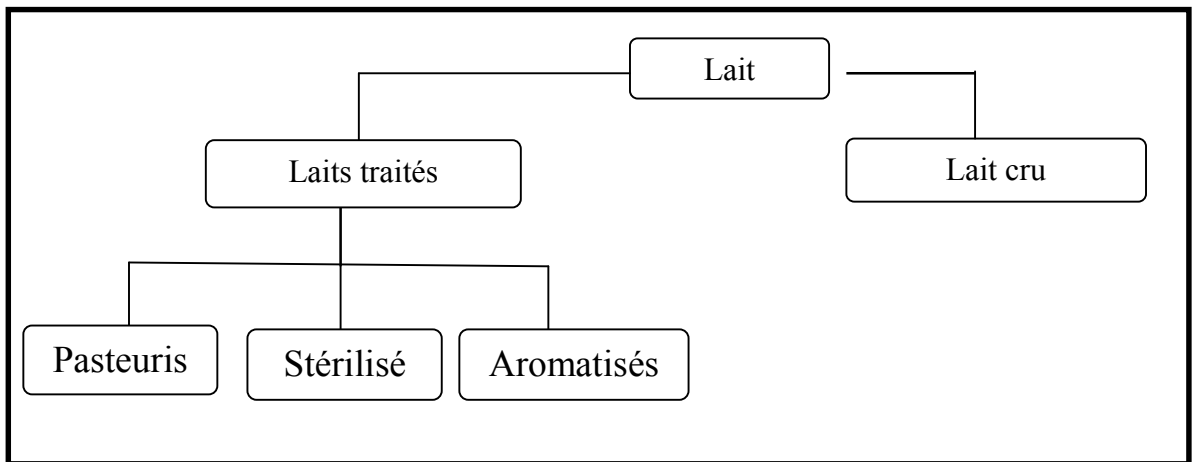 Lait
Laits traités
Lait cru
Pasteuris
Stérilisé
Aromatisés